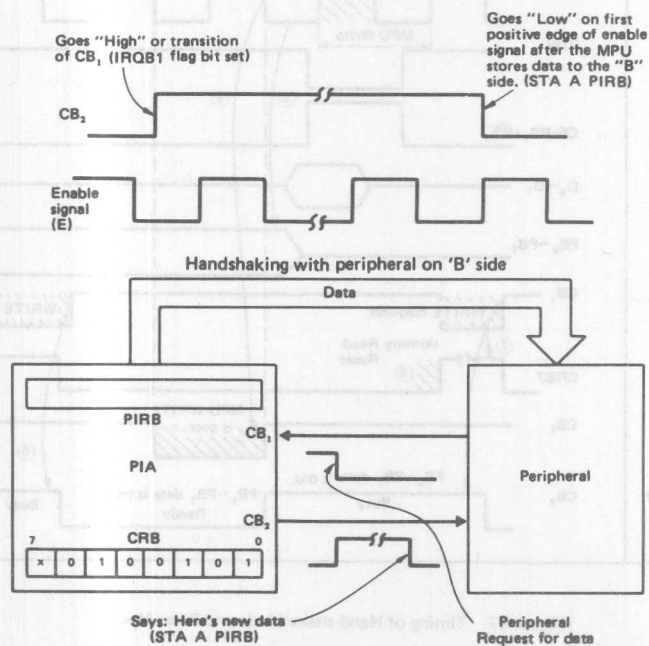 Goes "High" or transition
of CB₁ (IRQB1 flag bit set)
Goes "Low" on first
positive edge of enable
signal after the MPU
stores data to the "B"
side. (STA A PIRB)
CB₂
Enable
signal
(E)
Handshaking with peripheral on 'B' side
Data
PIRB
PIA
CB₁
CB₂
CRB
7 0
x 0 1 0 0 1 0 1
Peripheral
Says: Here's new data
(STA A PIRB)
Peripheral
Request for data